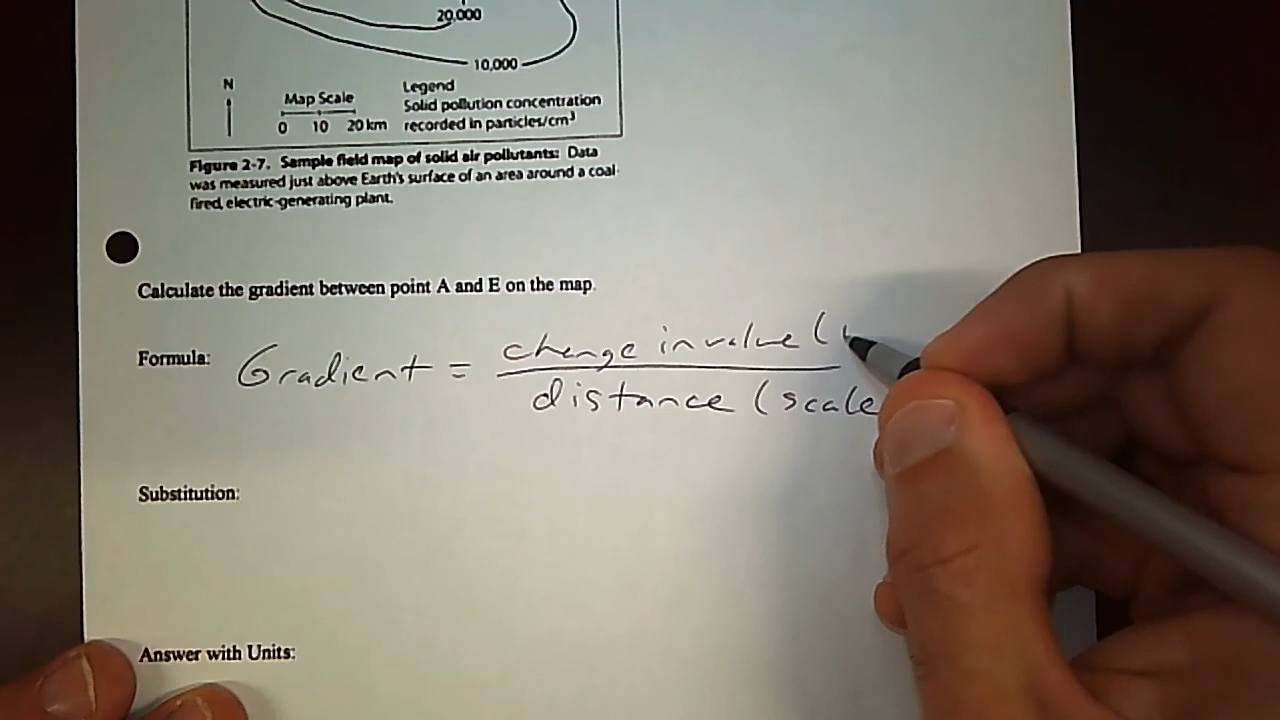 20,000
10,000
N
Map Scale
0 10 20 km
Legend
Solid pollution concentration
recorded in particles/cm³
Figure 2-7. Sample field map of solid air pollutants: Data
was measured just above Earth's surface of an area around a coal
fired, electric-generating plant.
Calculate the gradient between point A and E on the map.
Formula: Gradient = change in value (
distance (scale
Substitution:
Answer with Units: